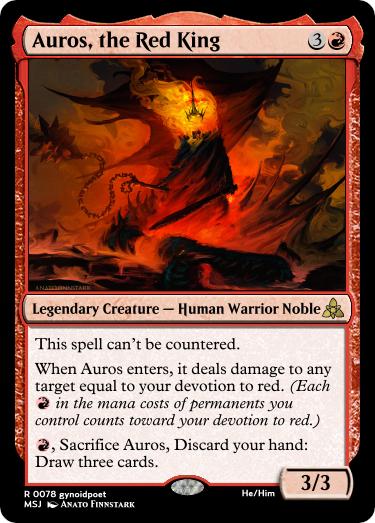 Auros, the Red King 3
ANATOFINNSTARK
Legendary Creature — Human Warrior Noble
This spell can't be countered.
When Auros enters, it deals damage to any
target equal to your devotion to red. (Each
in the mana costs of permanents you
control counts toward your devotion to red.)
, Sacrifice Auros, Discard your hand:
Draw three cards.
3/3
R 0078 gynoidpoet He/Him
MSJ Anato Finnstark